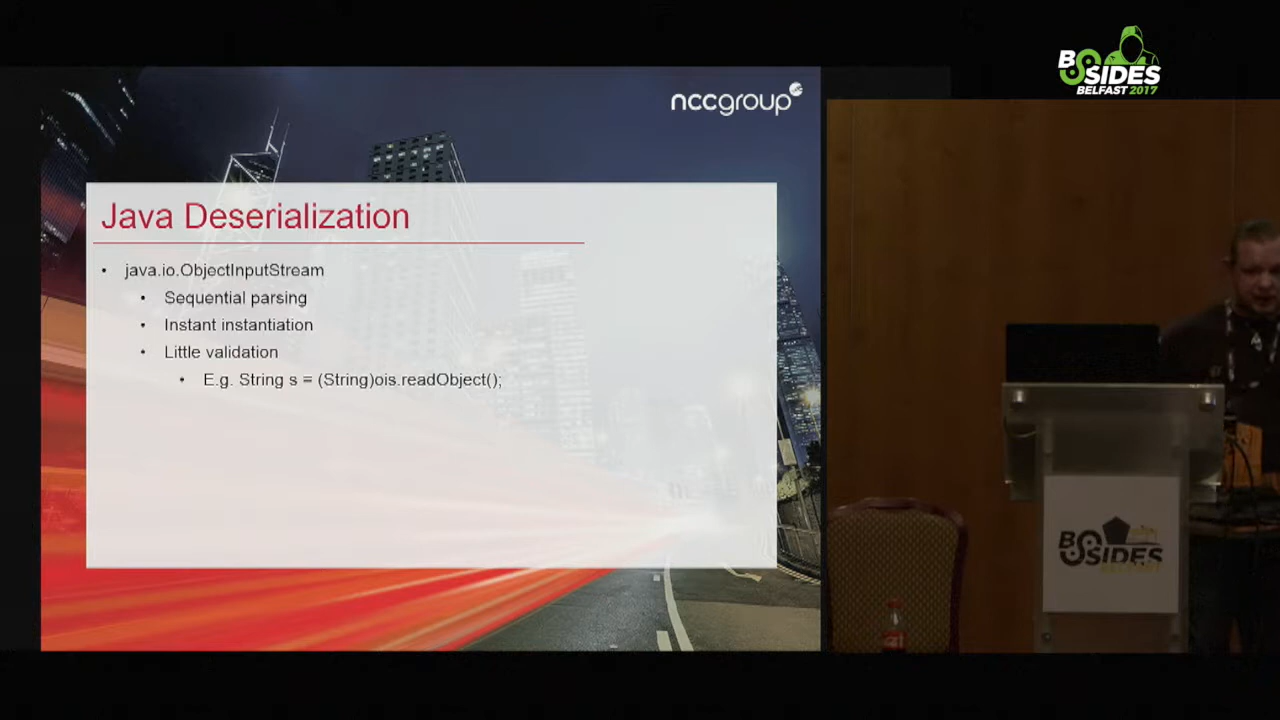 BSIDES
BELFAST 2017
nccgroup
Java Deserialization
• java.io.ObjectInputStream
• Sequential parsing
• Instant instantiation
• Little validation
• E.g. String s = (String)ois.readObject();
BSIDES